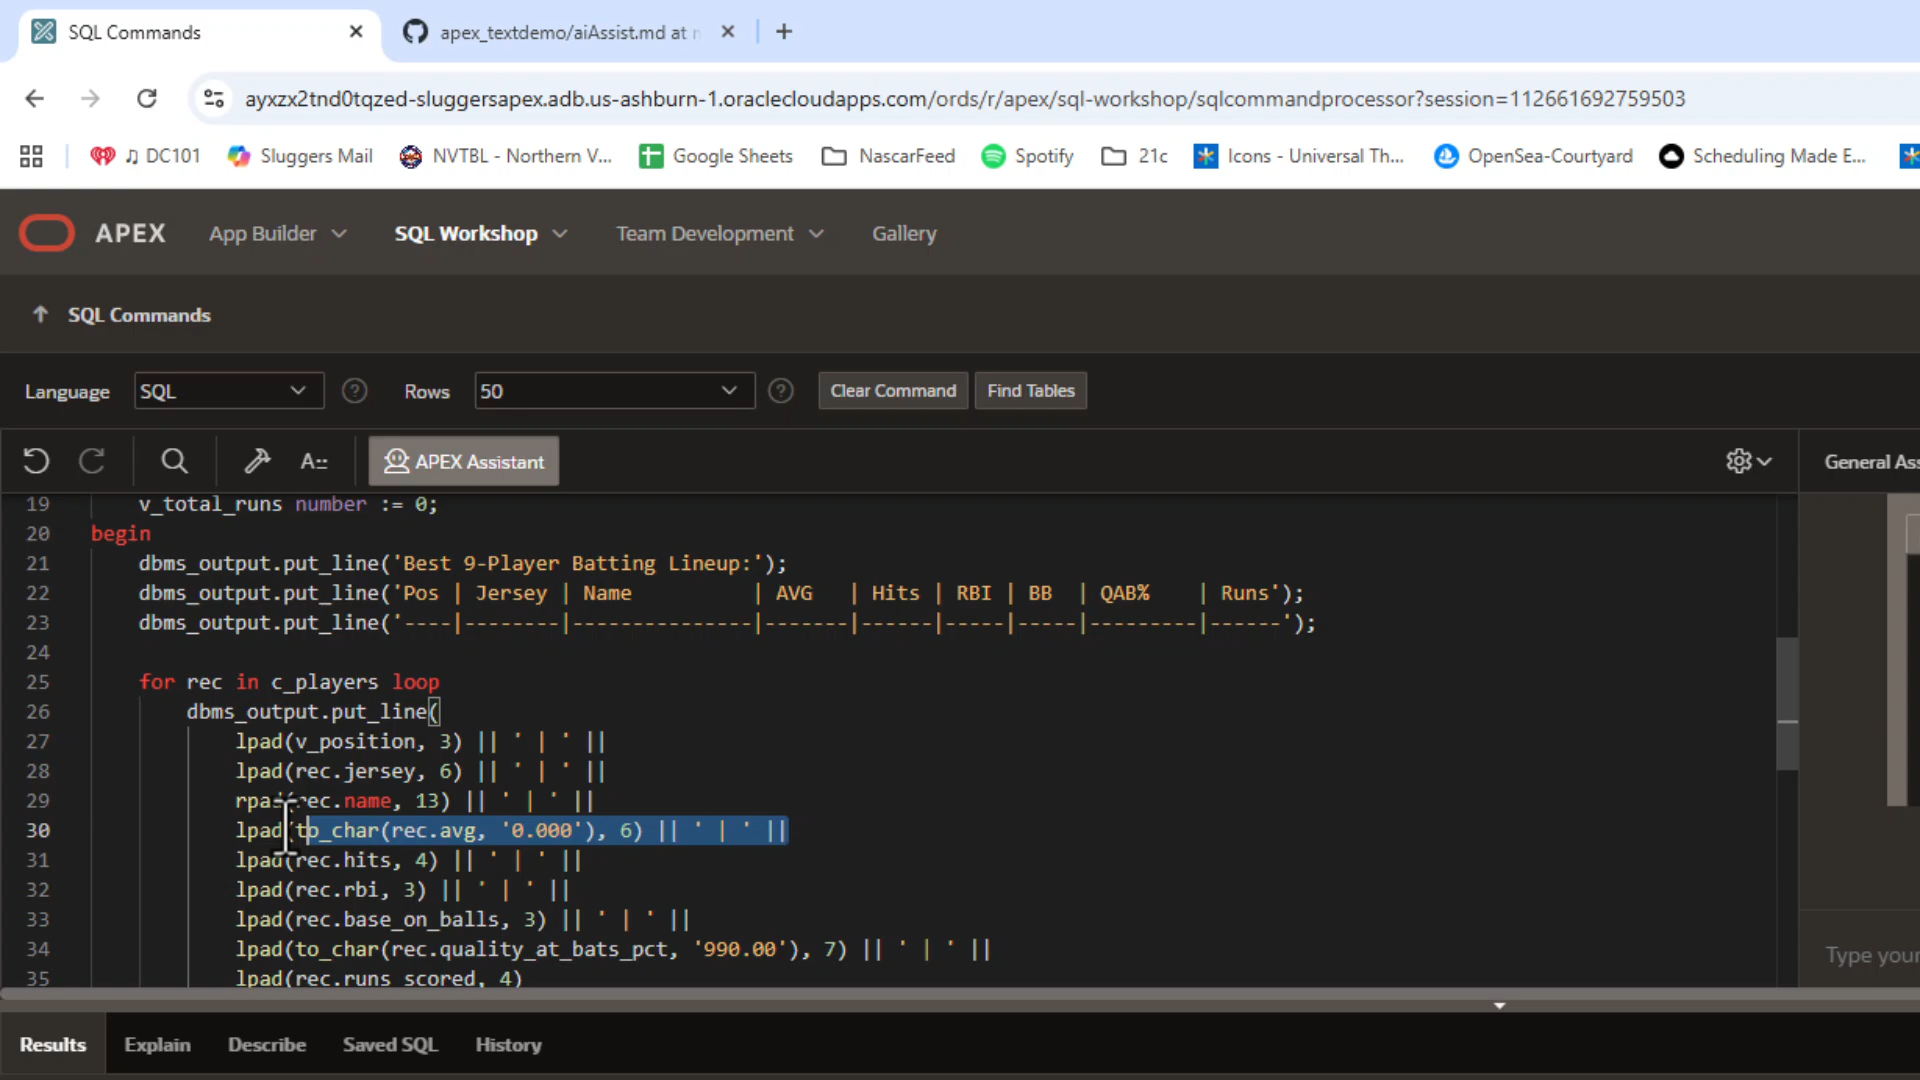 SQL Commands
apex_textdemo/aiAssist.md at
ayxzx2tnd0tqzed-sluggersapex.adb.us-ashburn-1.oraclecloudapps.com/ords/r/apex/sql-workshop/sqlcommandprocessor?session=112661692759503
♫ DC101 Sluggers Mail NVTBL - Northern V... Google Sheets NascarFeed Spotify 21c Icons - Universal Th... OpenSea-Courtyard Scheduling Made E...
APEX App Builder SQL Workshop Team Development Gallery
SQL Commands
Language SQL ? Rows 50 ? Clear Command Find Tables
APEX Assistant General Ass
19 v_total_runs number := 0;
20 begin
21 dbms_output.put_line('Best 9-Player Batting Lineup:');
22 dbms_output.put_line('Pos | Jersey | Name          | AVG   | Hits | RBI | BB  | QAB%    | Runs');
23 dbms_output.put_line('----|--------|---------------|-------|------|-----|-----|---------|------');
24
25 for rec in c_players loop
26 dbms_output.put_line(
27 lpad(v_position, 3) || ' | ' ||
28 lpad(rec.jersey, 6) || ' | ' ||
29 rpad(rec.name, 13) || ' | ' ||
30 lpad(to_char(rec.avg, '0.000'), 6) || ' | ' ||
31 lpad(rec.hits, 4) || ' | ' ||
32 lpad(rec.rbi, 3) || ' | ' ||
33 lpad(rec.base_on_balls, 3) || ' | ' ||
34 lpad(to_char(rec.quality_at_bats_pct, '990.00'), 7) || ' | ' ||
35 lpad(rec.runs_scored, 4)
Type your
Results Explain Describe Saved SQL History